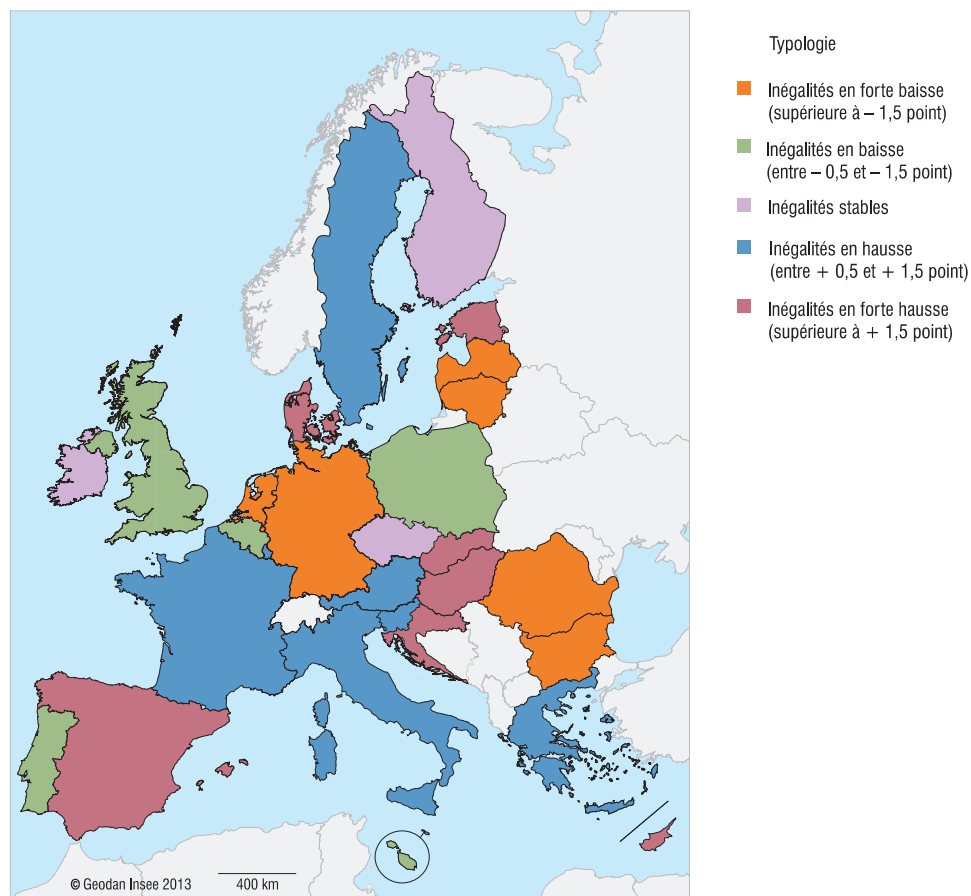 Typologie
Inégalités en forte baisse
(supérieure à – 1,5 point)
Inégalités en baisse
(entre – 0,5 et – 1,5 point)
Inégalités stables
Inégalités en hausse
(entre + 0,5 et + 1,5 point)
Inégalités en forte hausse
(supérieure à + 1,5 point)
© Geodan Insee 2013
400 km